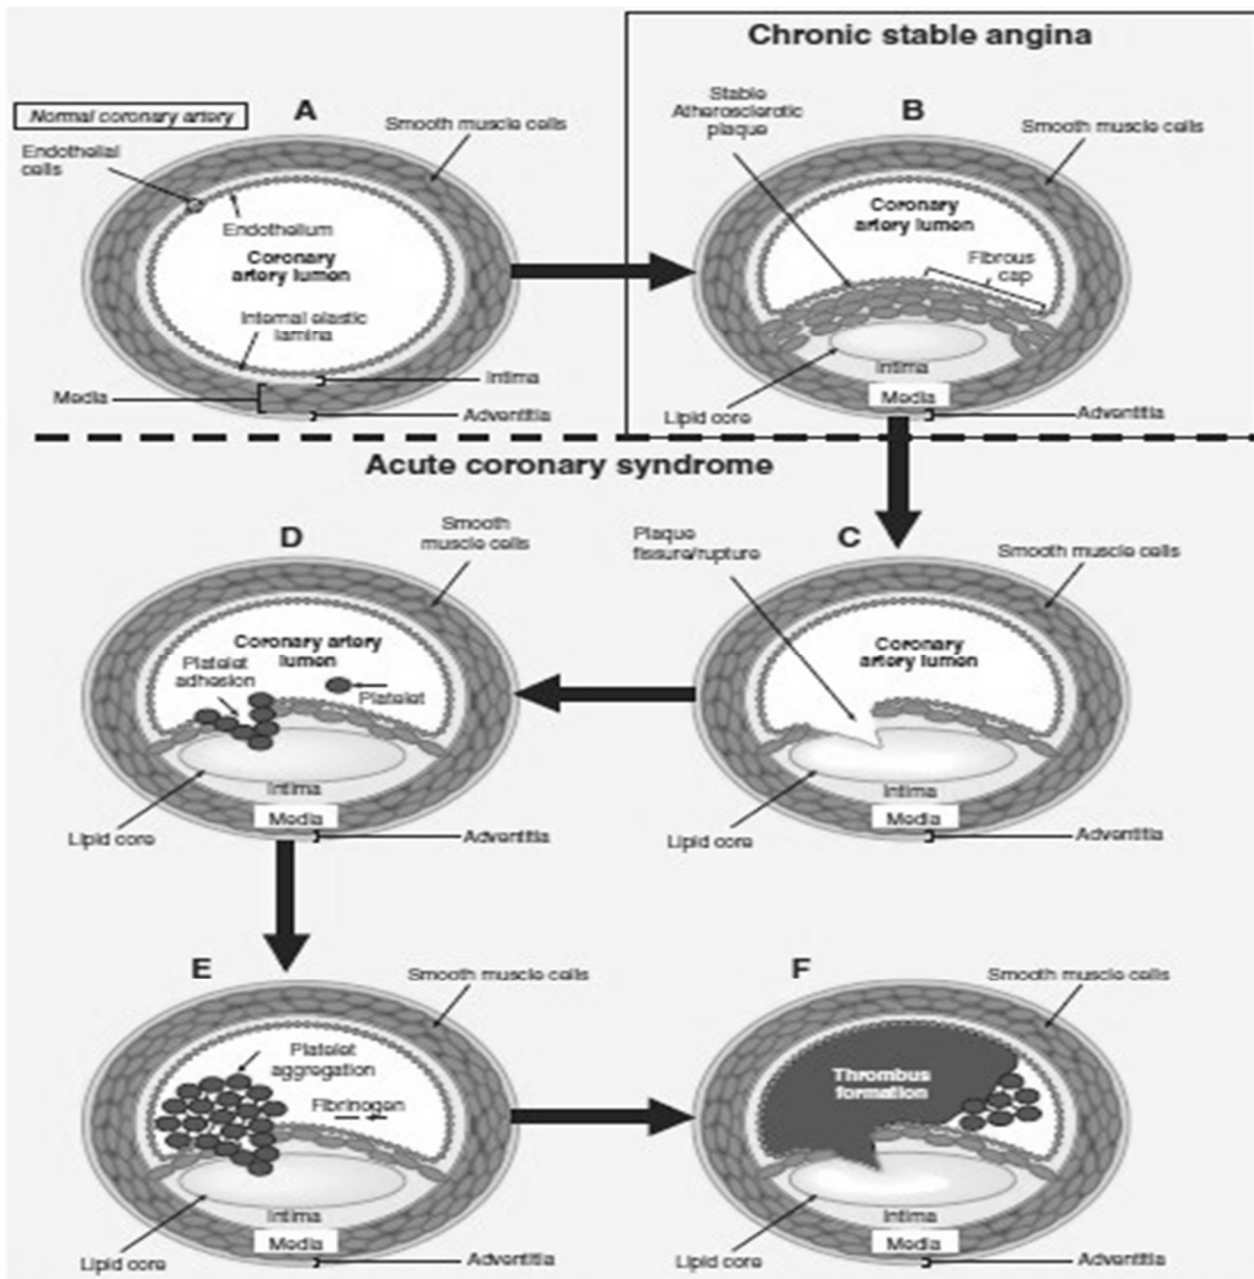 Chronic stable angina
Normal coronary artery
A
Smooth muscle cells
Endothelial
cells
Endothelium
Coronary
artery lumen
Internal elastic
lamina
Intima
Media
Adventitia
Stable
Atherosclerotic
plaque
B
Smooth muscle cells
Coronary
artery lumen
Fibrous
cap
Intima
Media
Lipid core
Adventitia
Acute coronary syndrome
D
Smooth
muscle cells
Coronary artery
lumen
Platelet
adhesion
Platelet
Intima
Media
Lipid core
Adventitia
Plaque
fissure/rupture
C
Smooth muscle cells
Coronary
artery lumen
Intima
Media
Lipid core
Adventitia
E
Smooth muscle cells
Platelet
aggregation
Fibrinogen
Intima
Media
Lipid core
Adventitia
F
Smooth muscle cells
Thrombus
formation
Intima
Media
Lipid core
Adventitia